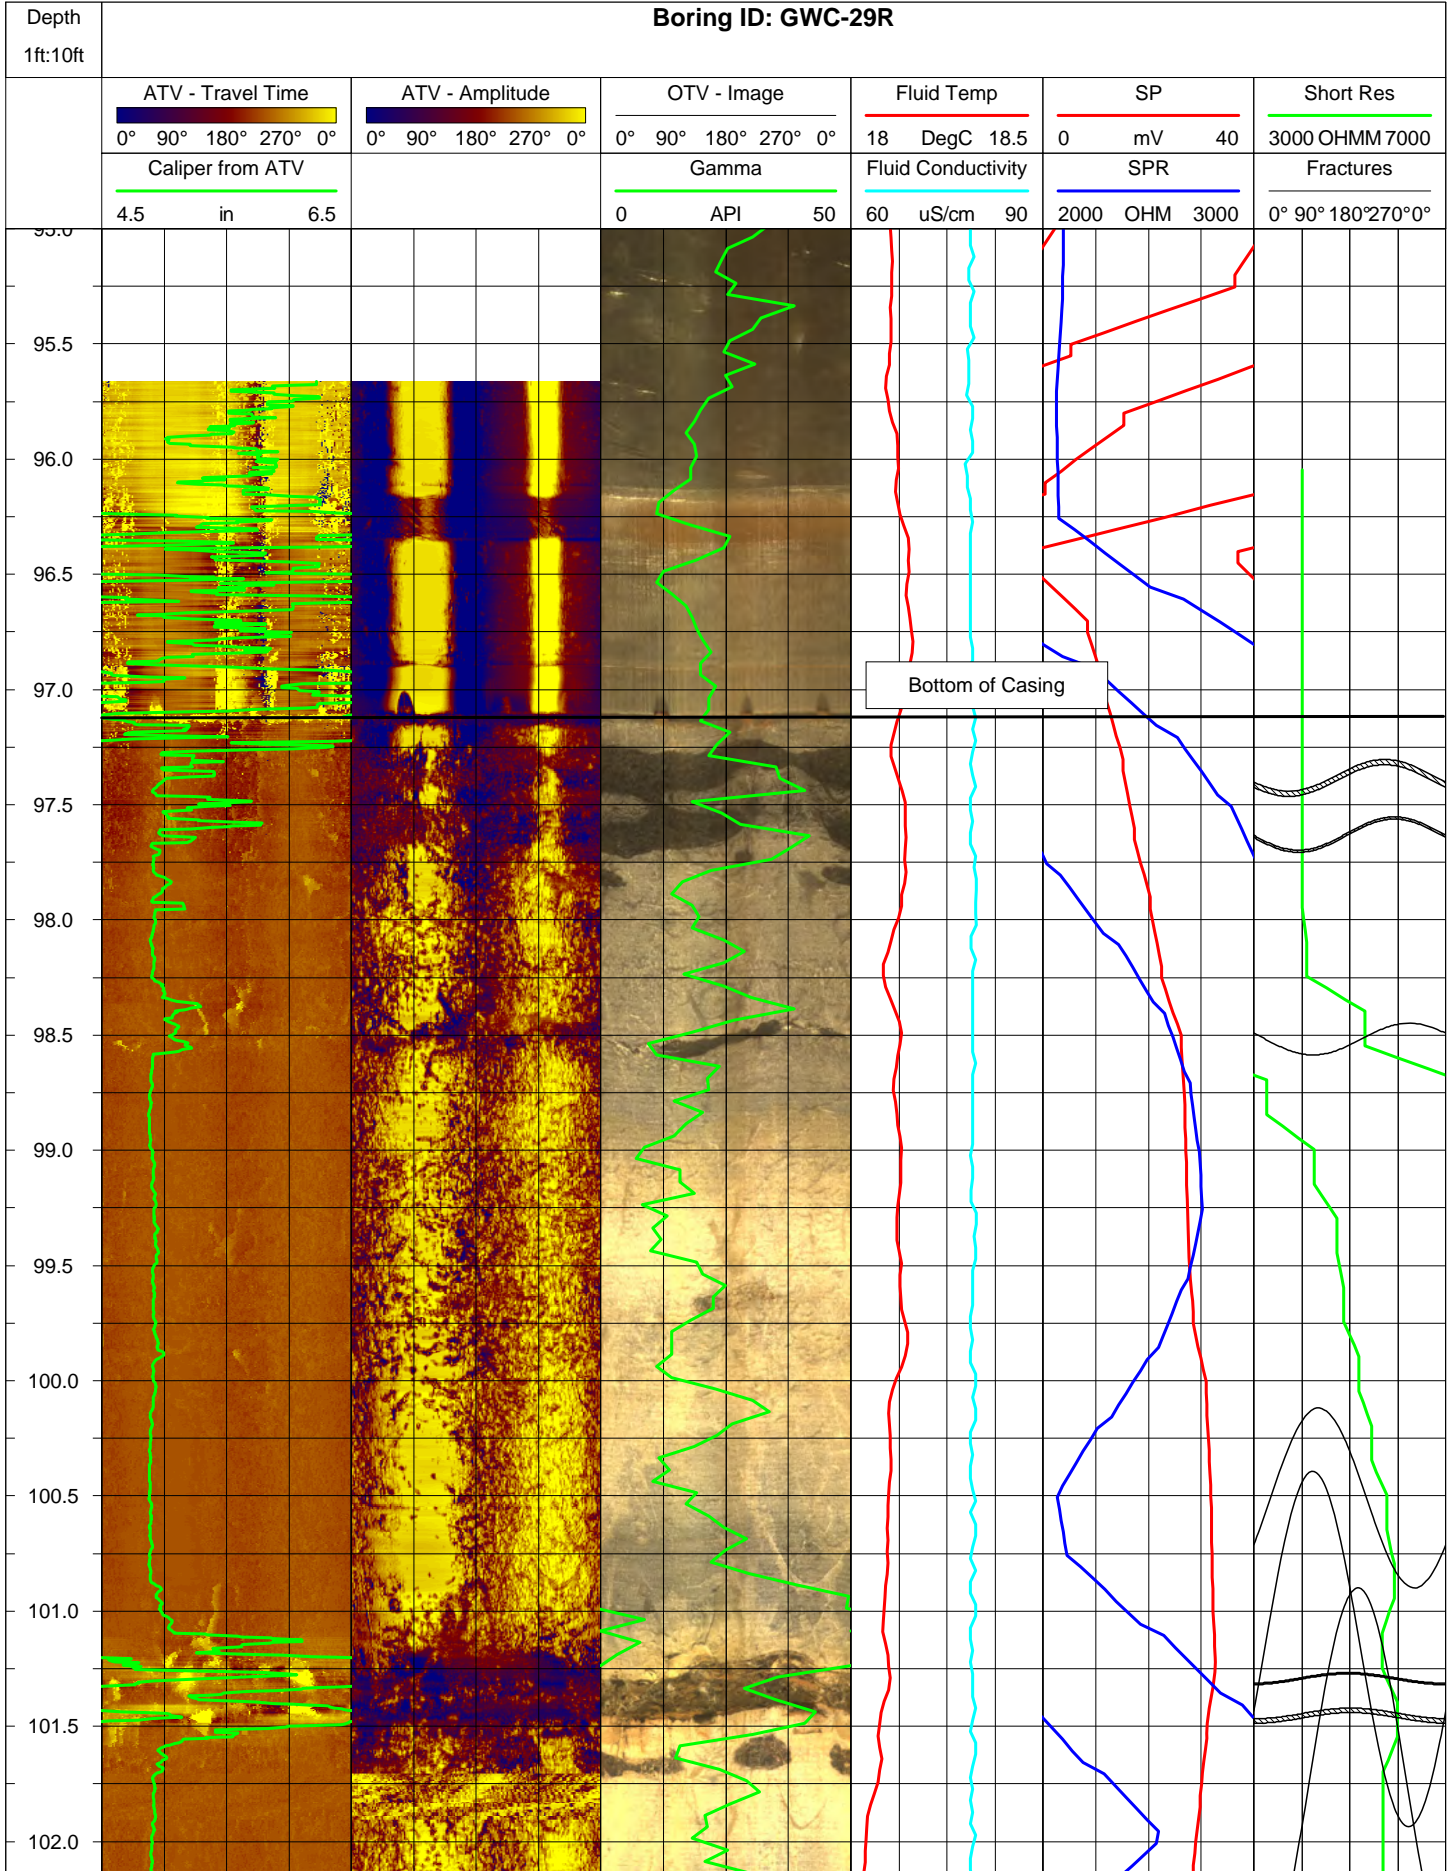 Depth
1ft:10ft
Boring ID: GWC-29R
ATV - Travel Time
0° 90° 180° 270° 0°
ATV - Amplitude
0° 90° 180° 270° 0°
OTV - Image
0° 90° 180° 270° 0°
Fluid Temp
18 DegC 18.5
SP
0 mV 40
Short Res
3000 OHMM 7000
Caliper from ATV
4.5 in 6.5
Gamma
0 API 50
Fluid Conductivity
60 uS/cm 90
SPR
2000 OHM 3000
Fractures
0° 90° 180° 270° 0°
95.0
95.5
96.0
96.5
97.0
Bottom of Casing
97.5
98.0
98.5
99.0
99.5
100.0
100.5
101.0
101.5
102.0